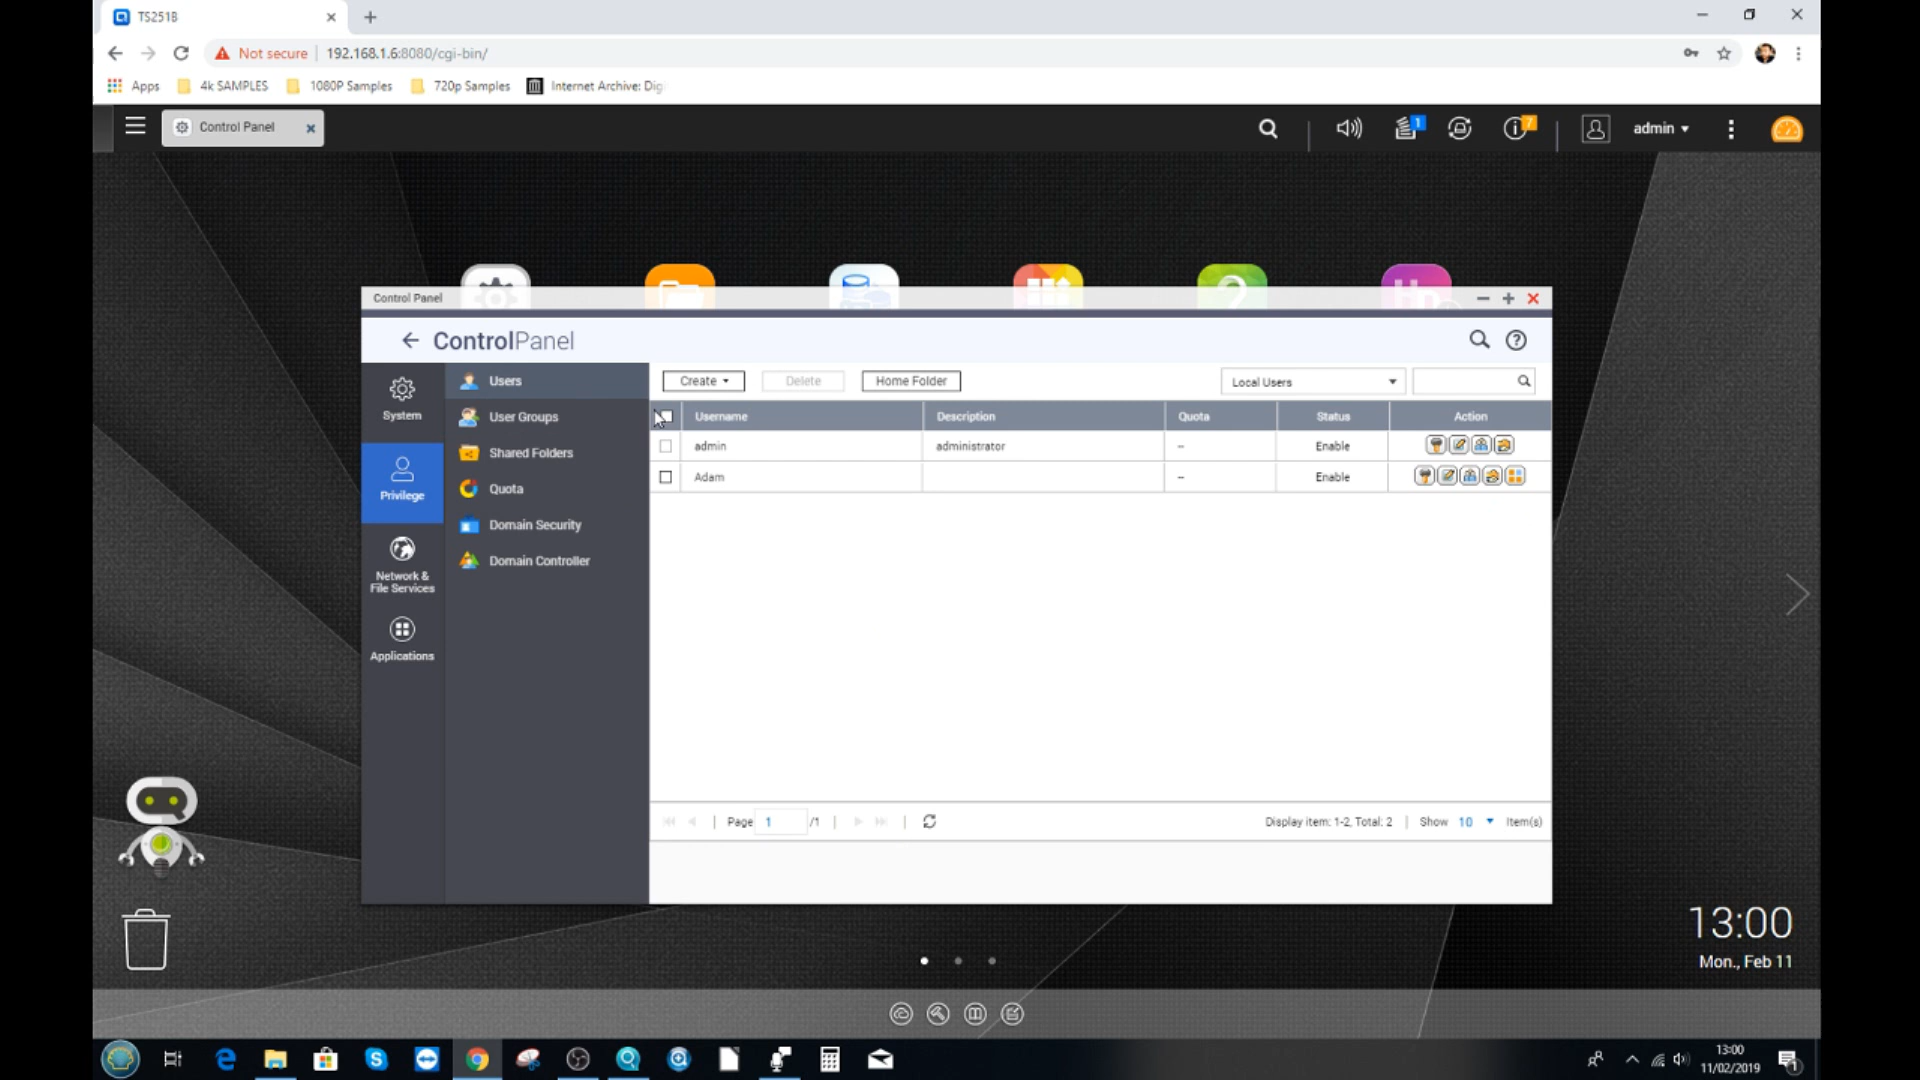 TS251B
Not secure
192.168.1.6:8080/cgi-bin/
Apps
4k SAMPLES
1080P Samples
720p Samples
Internet Archive: Dig
Control Panel
1
7
admin
Control Panel
ControlPanel
System
Privilege
Network &
File Services
Applications
Users
User Groups
Shared Folders
Quota
Domain Security
Domain Controller
Create
Delete
Home Folder
Local Users
Username
Description
Quota
Status
Action
admin
administrator
--
Enable
Adam
--
Enable
Page
1
/1
Display item: 1-2, Total: 2
Show
10
Item(s)
13:00
Mon., Feb 11
13:00
11/02/2019
1